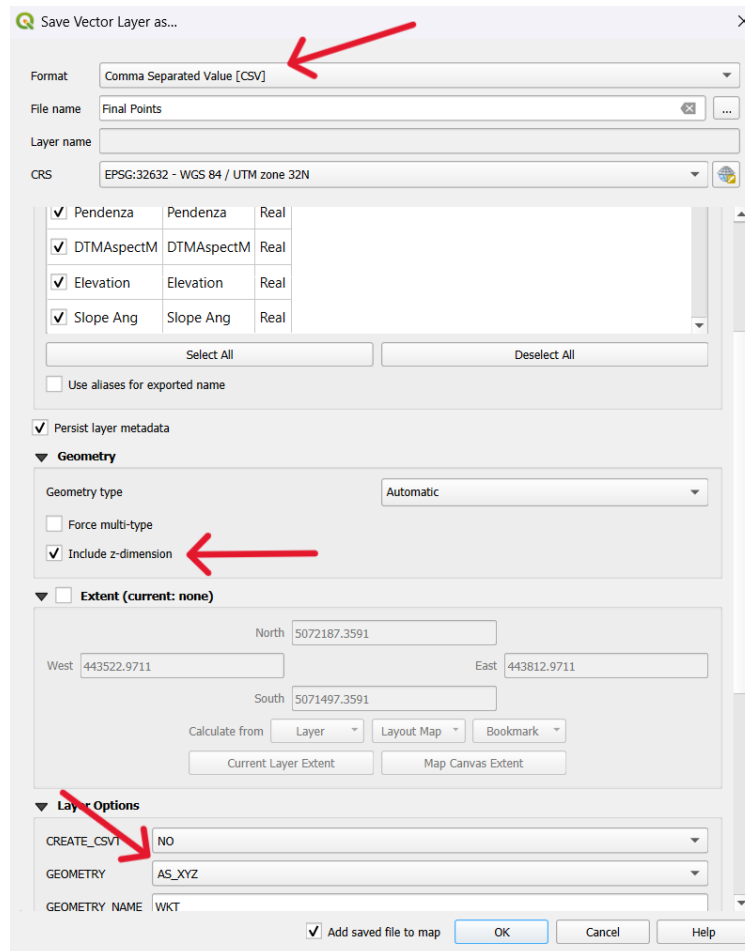 Save Vector Layer as...
Format Comma Separated Value [CSV]
File name Final Points ...
Layer name
CRS EPSG:32632 - WGS 84 / UTM zone 32N
Pendenza Pendenza Real
DTMAspectM DTMAspectM Real
Elevation Elevation Real
Slope Ang Slope Ang Real
Select All Deselect All
Use aliases for exported name
Persist layer metadata
Geometry
Geometry type Automatic
Force multi-type
Include z-dimension
Extent (current: none)
North 5072187.3591
West 443522.9711 East 443812.9711
South 5071497.3591
Calculate from Layer Layout Map Bookmark
Current Layer Extent Map Canvas Extent
Layer Options
CREATE_CSVT NO
GEOMETRY AS_XYZ
GEOMETRY_NAME WKT
Add saved file to map OK Cancel Help